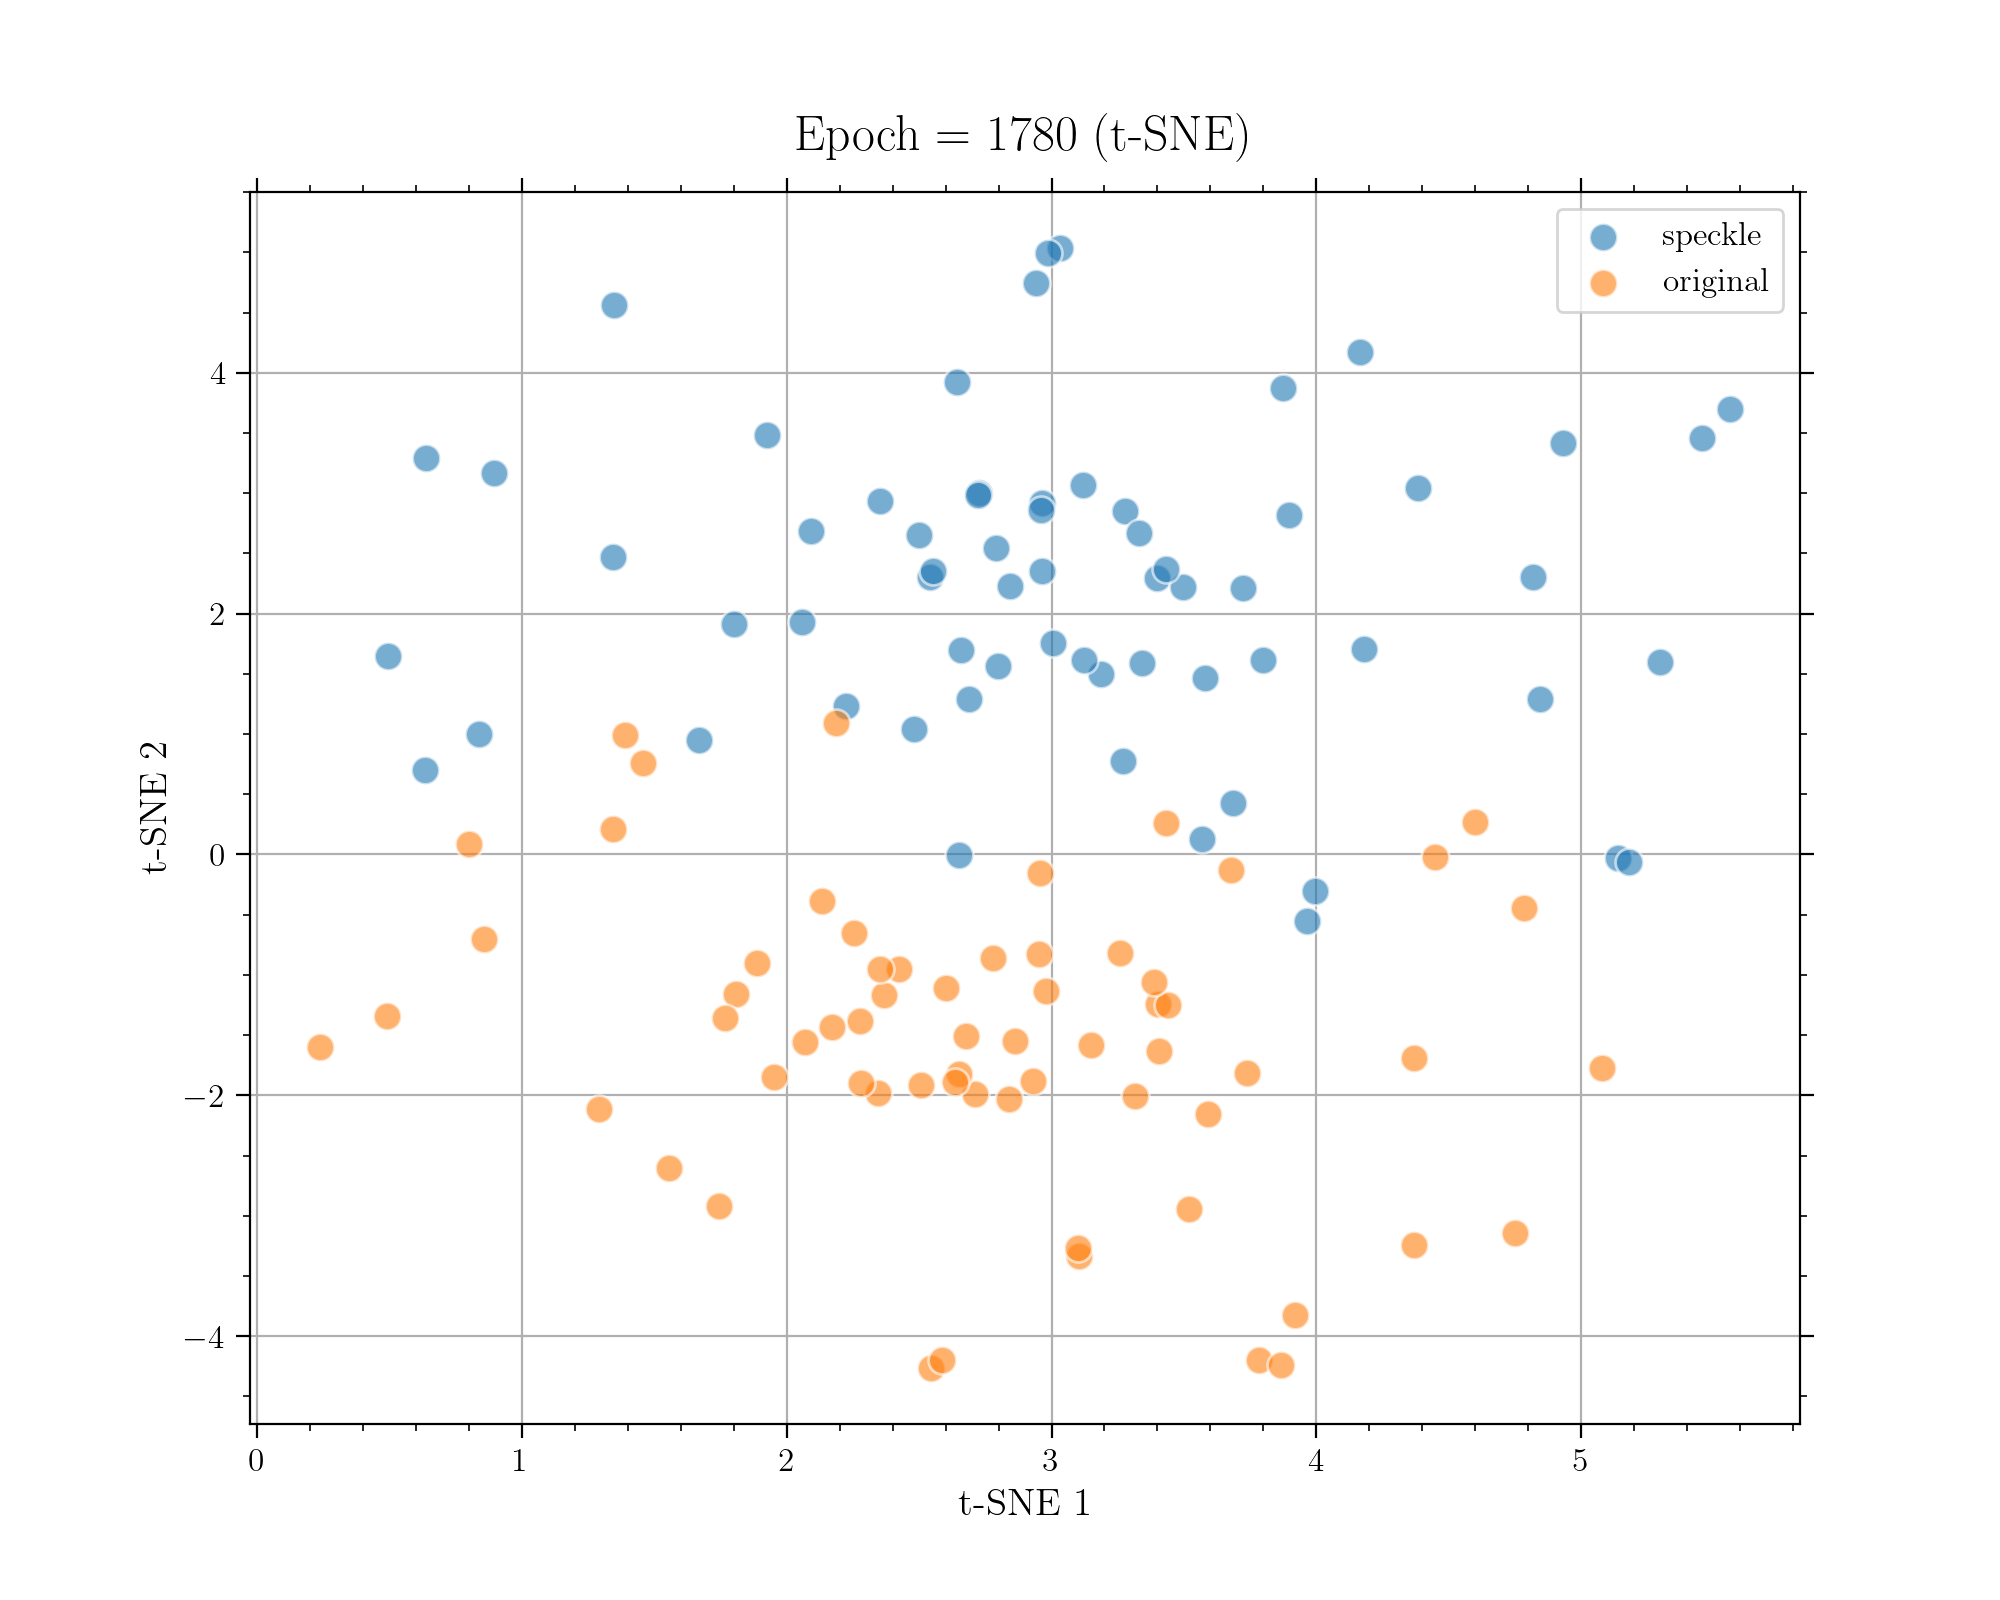 Epoch = 1780 (t-SNE)
speckle
original
t-SNE 2
4
2
0
−2
−4
0 1 2 3 4 5
t-SNE 1